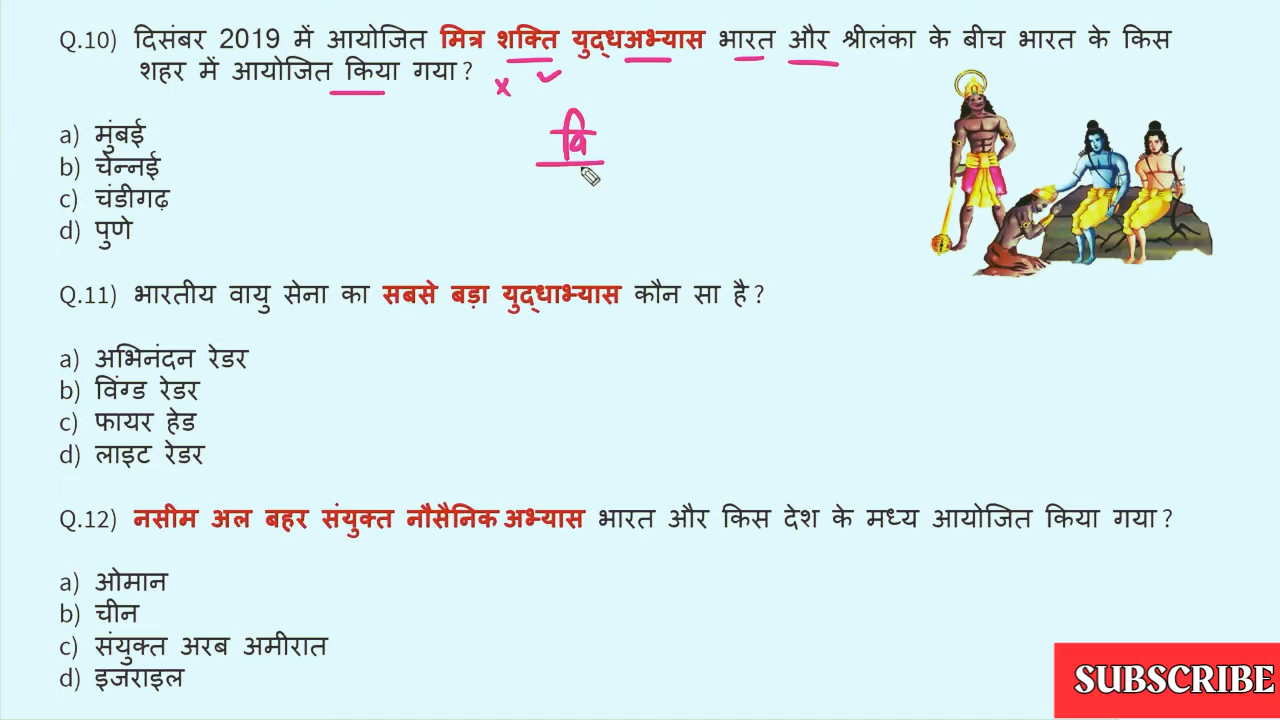 Q.10) दिसंबर 2019 में आयोजित मित्र शक्ति युद्धअभ्यास भारत और श्रीलंका के बीच भारत के किस
शहर में आयोजित किया गया?
वि
a) मुंबई
b) चेन्नई
c) चंडीगढ़
d) पुणे
Q.11) भारतीय वायु सेना का सबसे बड़ा युद्धाभ्यास कौन सा है?
a) अभिनंदन रेडर
b) विंग्ड रेडर
c) फायर हेड
d) लाइट रेडर
Q.12) नसीम अल बहर संयुक्त नौसैनिक अभ्यास भारत और किस देश के मध्य आयोजित किया गया?
a) ओमान
b) चीन
c) संयुक्त अरब अमीरात
d) इजराइल
SUBSCRIBE